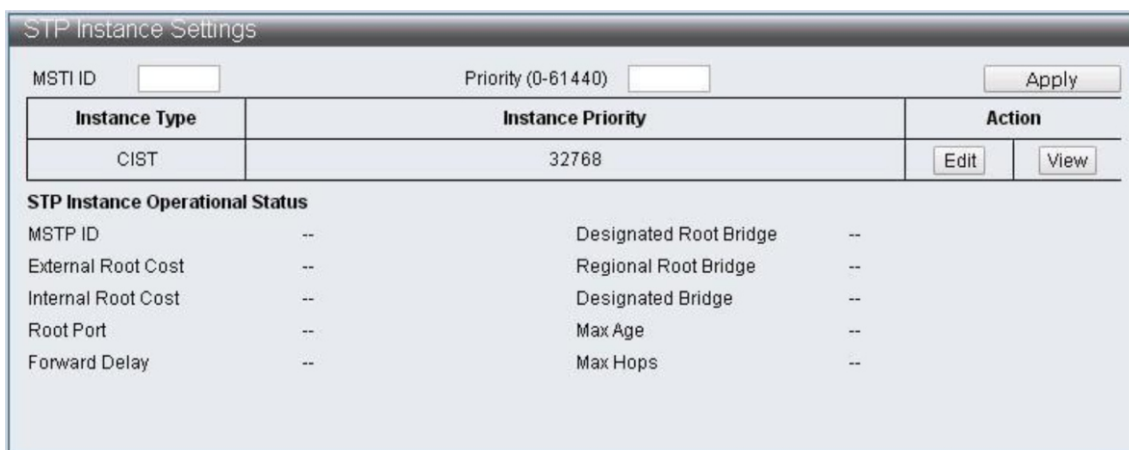 STP Instance Settings
MSTI ID Priority (0-61440) Apply
Instance Type Instance Priority Action
CIST 32768 Edit View
STP Instance Operational Status
MSTP ID -- Designated Root Bridge --
External Root Cost -- Regional Root Bridge --
Internal Root Cost -- Designated Bridge --
Root Port -- Max Age --
Forward Delay -- Max Hops --